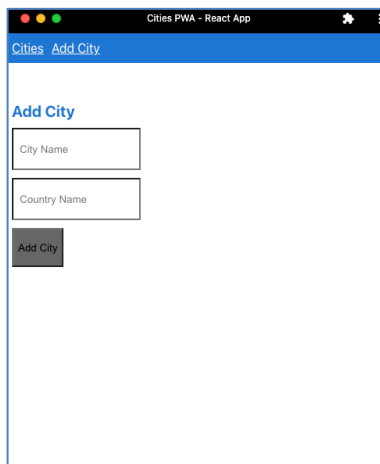 Cities PWA - React App
Cities Add City
Add City
City Name
Country Name
Add City